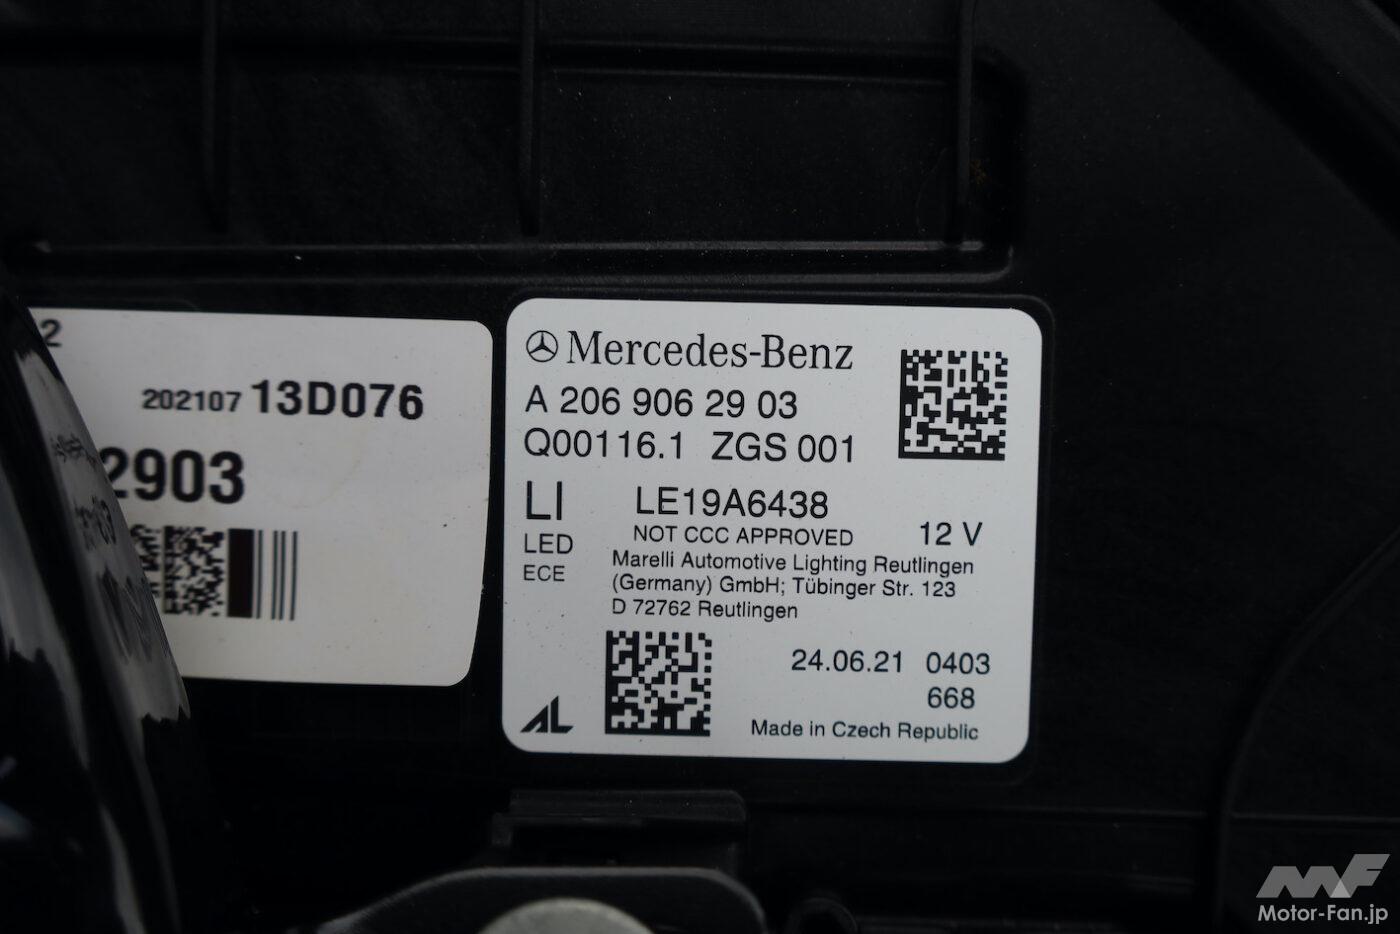 2
202107 13D076
2903
Mercedes-Benz
A 206 906 29 03
Q00116.1 ZGS 001
LI LE19A6438
NOT CCC APPROVED 12 V
LED
ECE
Marelli Automotive Lighting Reutlingen
(Germany) GmbH; Tübinger Str. 123
D 72762 Reutlingen
24.06.21 0403
668
AL
Made in Czech Republic
MF
Motor-Fan.jp